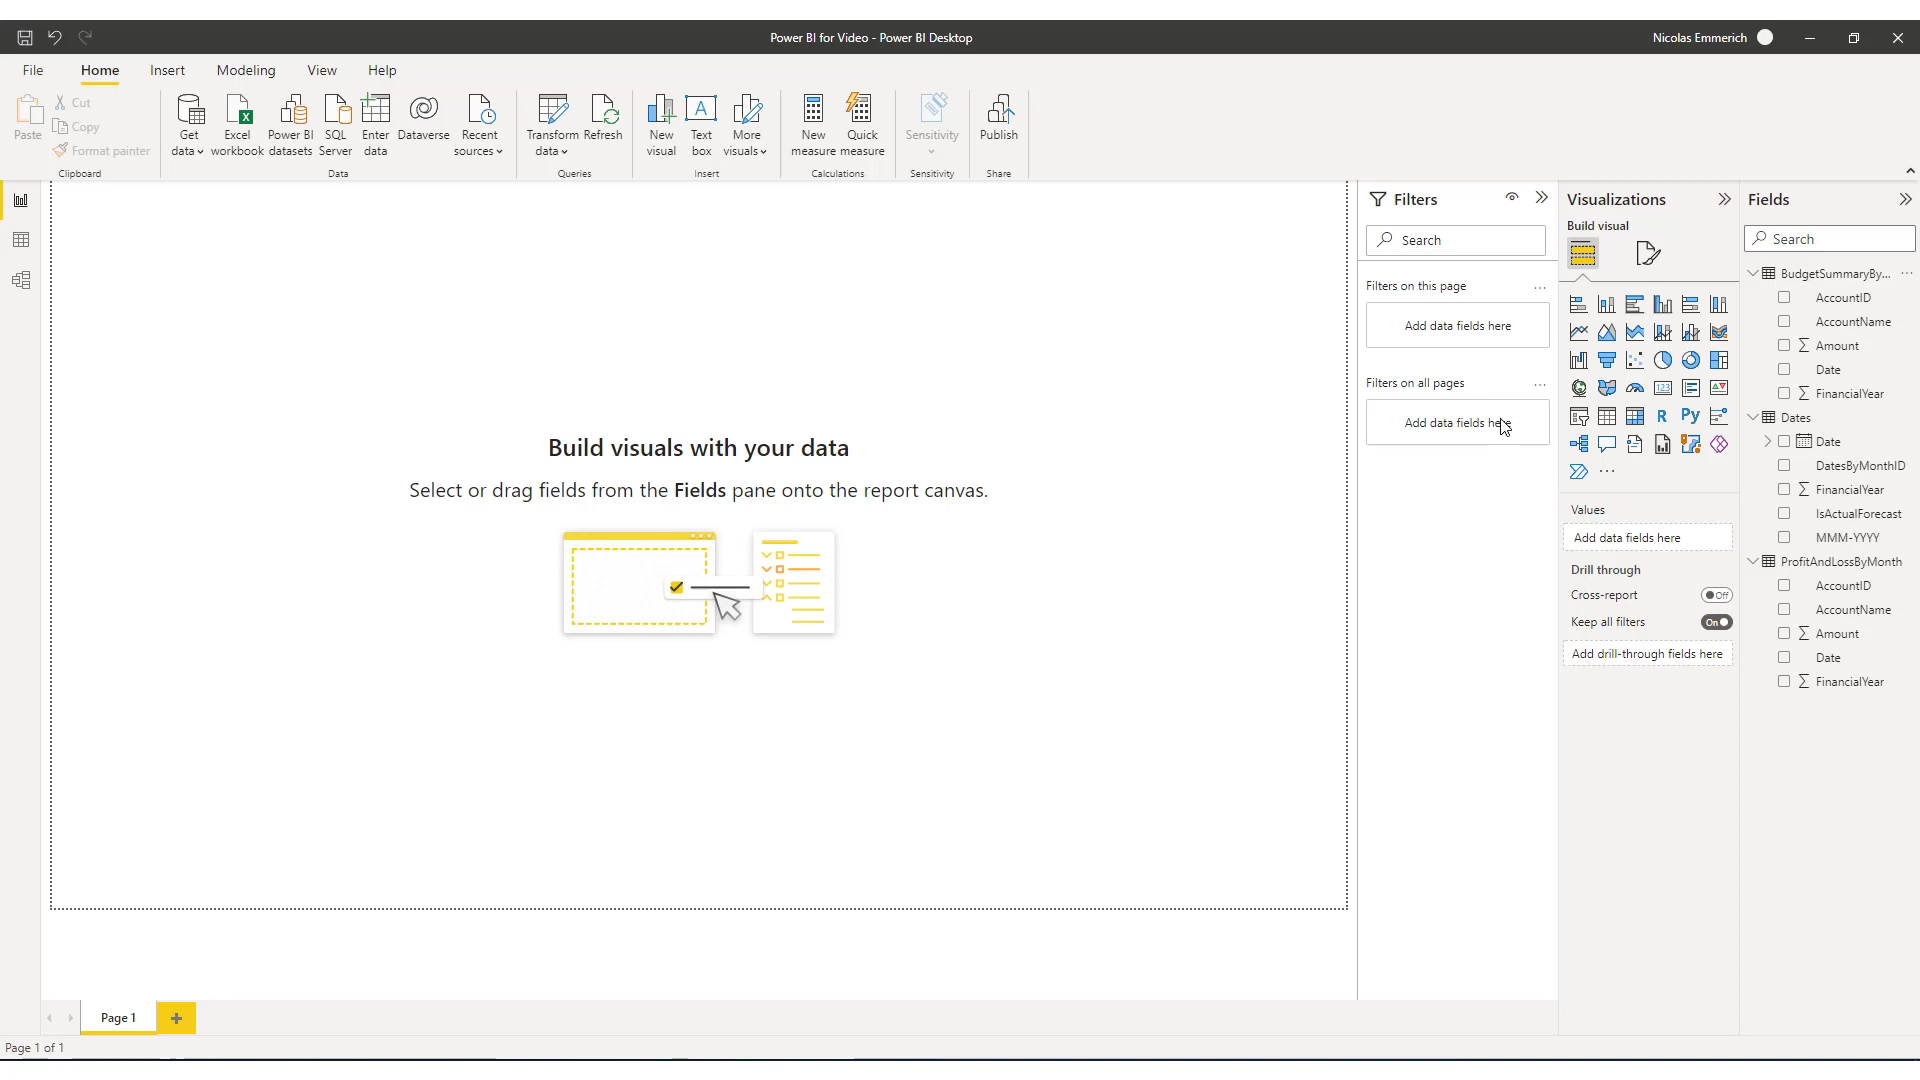 Power BI for Video - Power BI Desktop
Nicolas Emmerich
File
Home
Insert
Modeling
View
Help
Paste
Cut
Copy
Format painter
Clipboard
Get
data
Excel
workbook
Power BI
datasets
SQL
Server
Enter
data
Dataverse
Recent
sources
Data
Transform
data
Refresh
Queries
New
visual
A
Text
box
More
visuals
Insert
New
measure
Quick
measure
Calculations
Sensitivity
Sensitivity
Publish
Share
Build visuals with your data
Select or drag fields from the Fields pane onto the report canvas.
Filters
Search
Filters on this page
...
Add data fields here
Filters on all pages
...
Add data fields here
Visualizations
Build visual
123
R
Py
...
Values
Add data fields here
Drill through
Cross-report
Off
Keep all filters
On
Add drill-through fields here
Fields
Search
BudgetSummaryBy...
...
AccountID
AccountName
∑ Amount
Date
∑ FinancialYear
Dates
Date
DatesByMonthID
∑ FinancialYear
IsActualForecast
MMM-YYYY
ProfitAndLossByMonth
AccountID
AccountName
∑ Amount
Date
∑ FinancialYear
Page 1
+
Page 1 of 1